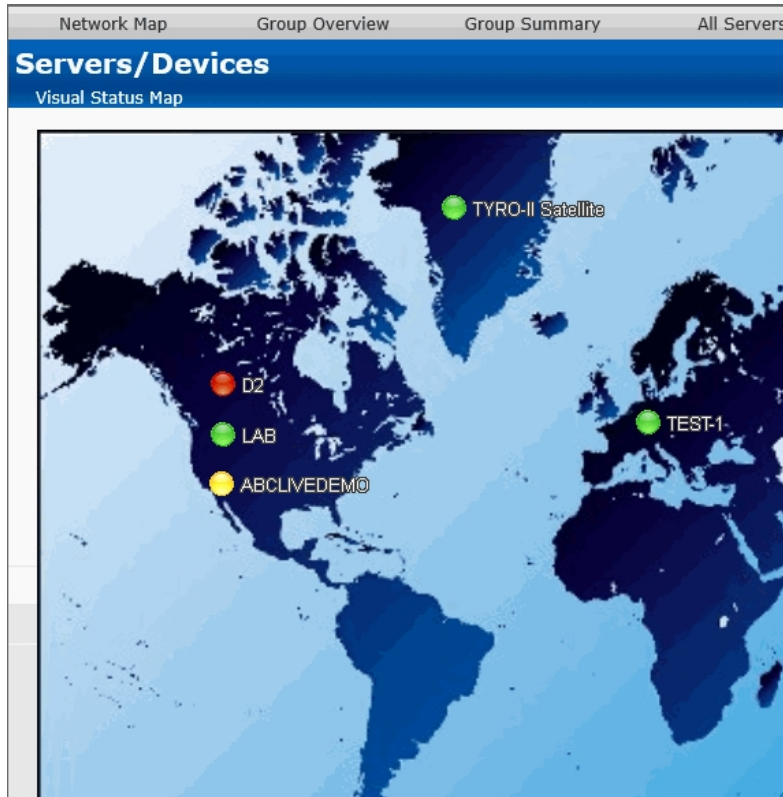 Network Map Group Overview Group Summary All Servers
Servers/Devices
Visual Status Map
TYRO-II Satellite
D2
TEST-1
LAB
ABCLIVEDEMO